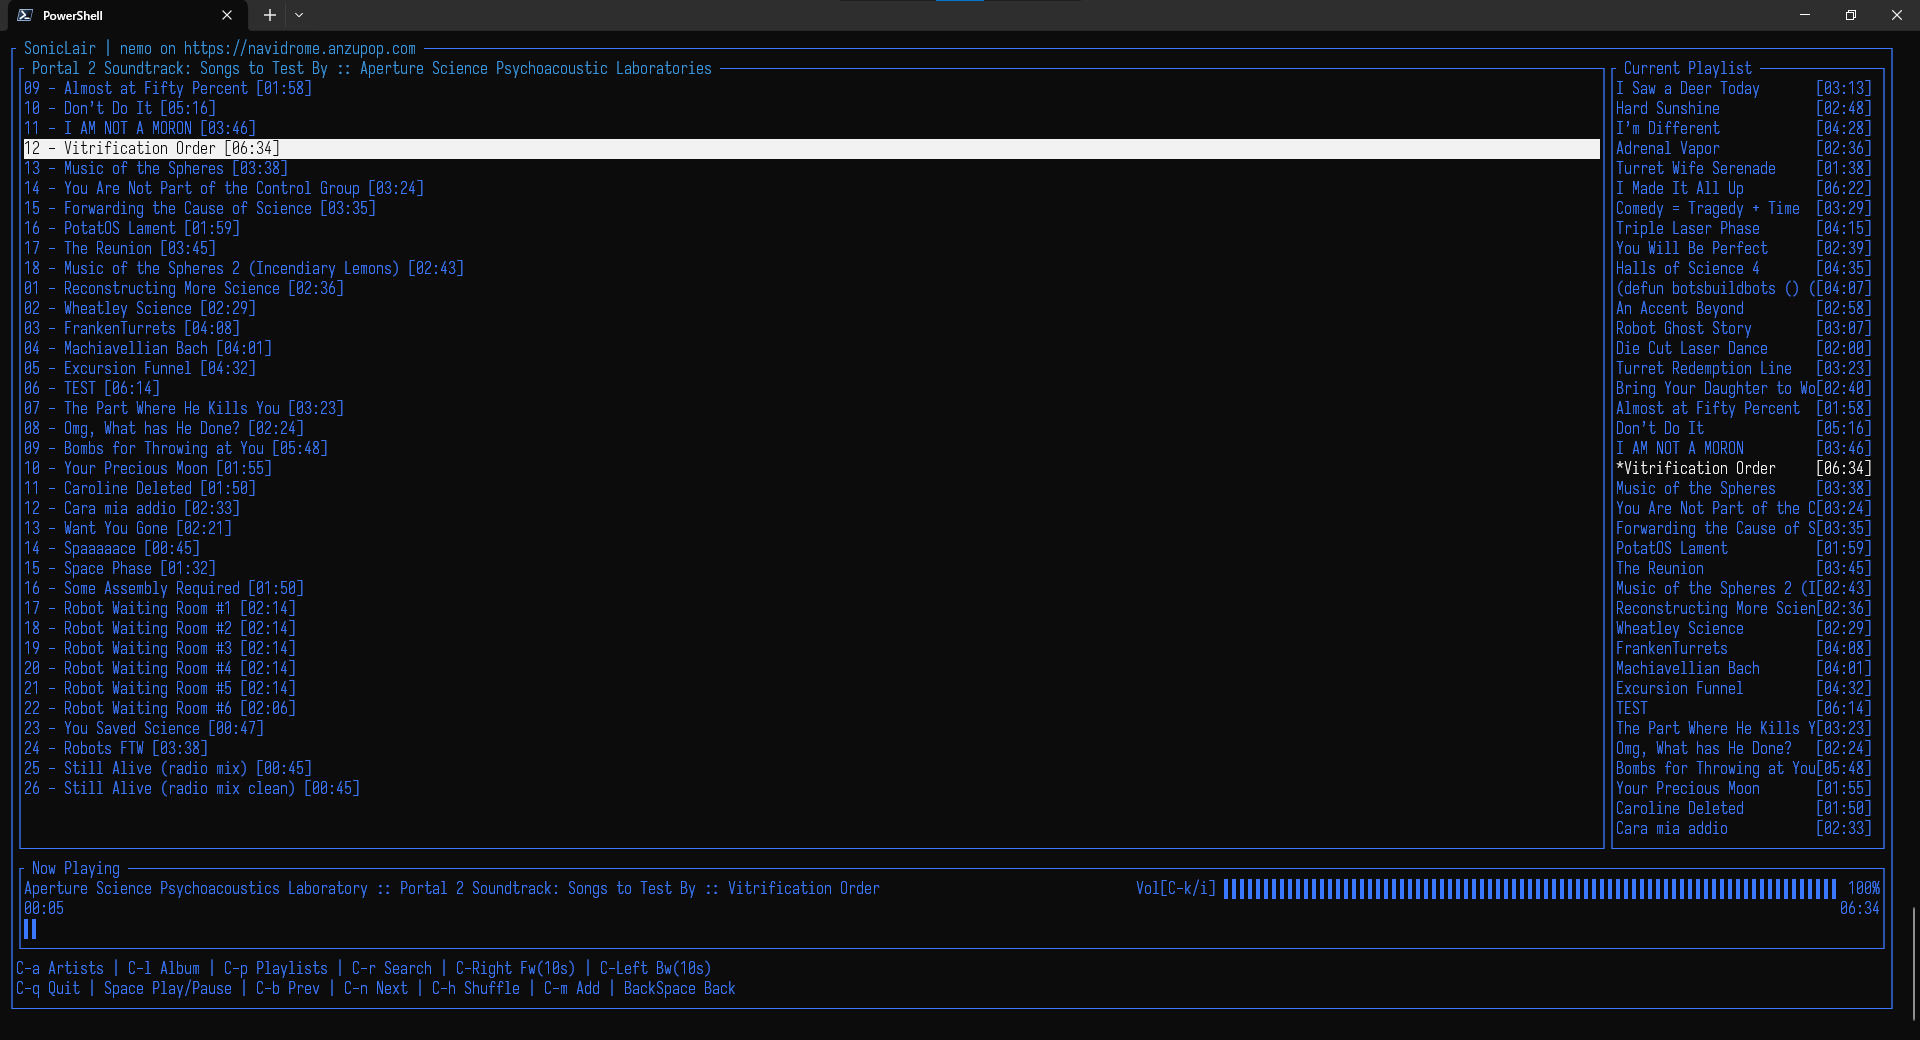 PowerShell
SonicLair | nemo on https://navidrome.anzupop.com
Portal 2 Soundtrack: Songs to Test By :: Aperture Science Psychoacoustic Laboratories
09 - Almost at Fifty Percent [01:58]
10 - Don't Do It [05:16]
11 - I AM NOT A MORON [03:46]
12 - Vitrification Order [06:34]
13 - Music of the Spheres [03:38]
14 - You Are Not Part of the Control Group [03:24]
15 - Forwarding the Cause of Science [03:35]
16 - PotatOS Lament [01:59]
17 - The Reunion [03:45]
18 - Music of the Spheres 2 (Incendiary Lemons) [02:43]
01 - Reconstructing More Science [02:36]
02 - Wheatley Science [02:29]
03 - FrankenTurrets [04:08]
04 - Machiavellian Bach [04:01]
05 - Excursion Funnel [04:32]
06 - TEST [06:14]
07 - The Part Where He Kills You [03:23]
08 - Omg, What has He Done? [02:24]
09 - Bombs for Throwing at You [05:48]
10 - Your Precious Moon [01:55]
11 - Caroline Deleted [01:50]
12 - Cara mia addio [02:33]
13 - Want You Gone [02:21]
14 - Spaaaaace [00:45]
15 - Space Phase [01:32]
16 - Some Assembly Required [01:50]
17 - Robot Waiting Room #1 [02:14]
18 - Robot Waiting Room #2 [02:14]
19 - Robot Waiting Room #3 [02:14]
20 - Robot Waiting Room #4 [02:14]
21 - Robot Waiting Room #5 [02:14]
22 - Robot Waiting Room #6 [02:06]
23 - You Saved Science [00:47]
24 - Robots FTW [03:38]
25 - Still Alive (radio mix) [00:45]
26 - Still Alive (radio mix clean) [00:45]
Current Playlist
I Saw a Deer Today [03:13]
Hard Sunshine [02:48]
I'm Different [04:28]
Adrenal Vapor [02:36]
Turret Wife Serenade [01:38]
I Made It All Up [06:22]
Comedy = Tragedy + Time [03:29]
Triple Laser Phase [04:15]
You Will Be Perfect [02:39]
Halls of Science 4 [04:35]
(defun botsbuildbots () ([04:07]
An Accent Beyond [02:58]
Robot Ghost Story [03:07]
Die Cut Laser Dance [02:00]
Turret Redemption Line [03:23]
Bring Your Daughter to Wo[02:40]
Almost at Fifty Percent [01:58]
Don't Do It [05:16]
I AM NOT A MORON [03:46]
*Vitrification Order [06:34]
Music of the Spheres [03:38]
You Are Not Part of the C[03:24]
Forwarding the Cause of S[03:35]
PotatOS Lament [01:59]
The Reunion [03:45]
Music of the Spheres 2 (I[02:43]
Reconstructing More Scien[02:36]
Wheatley Science [02:29]
FrankenTurrets [04:08]
Machiavellian Bach [04:01]
Excursion Funnel [04:32]
TEST [06:14]
The Part Where He Kills Y[03:23]
Omg, What has He Done? [02:24]
Bombs for Throwing at You[05:48]
Your Precious Moon [01:55]
Caroline Deleted [01:50]
Cara mia addio [02:33]
Now Playing
Aperture Science Psychoacoustics Laboratory :: Portal 2 Soundtrack: Songs to Test By :: Vitrification Order
Vol[C-k/i] 100%
00:05
06:34
C-a Artists | C-l Album | C-p Playlists | C-r Search | C-Right Fw(10s) | C-Left Bw(10s)
C-q Quit | Space Play/Pause | C-b Prev | C-n Next | C-h Shuffle | C-m Add | BackSpace Back